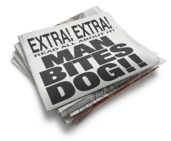 EXTRA! EXTRA!
READ ALL ABOUT IT!
MAN
BITES
DOG!!